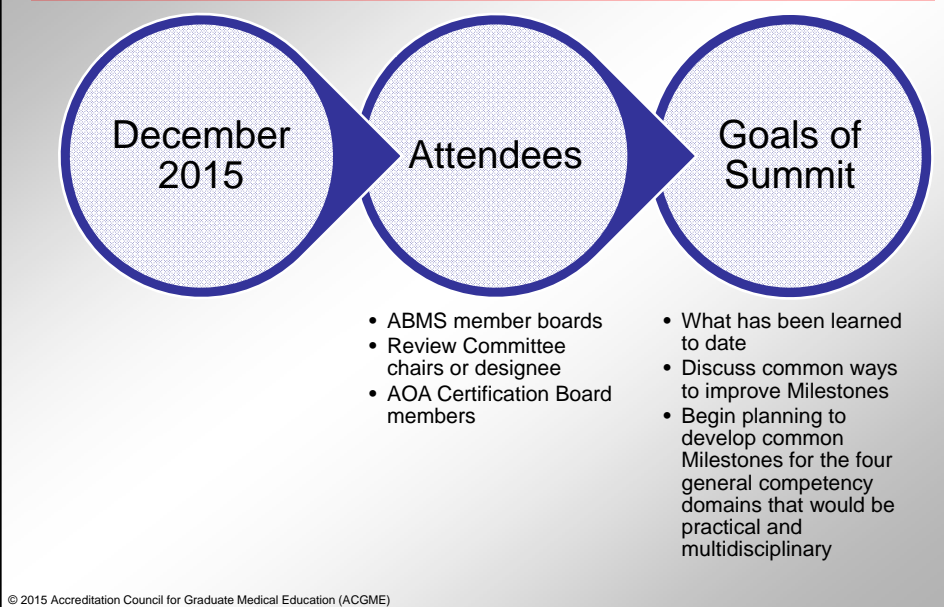 December
2015
Attendees
Goals of
Summit
• ABMS member boards
• Review Committee
chairs or designee
• AOA Certification Board
members
• What has been learned
to date
• Discuss common ways
to improve Milestones
• Begin planning to
develop common
Milestones for the four
general competency
domains that would be
practical and
multidisciplinary
© 2015 Accreditation Council for Graduate Medical Education (ACGME)